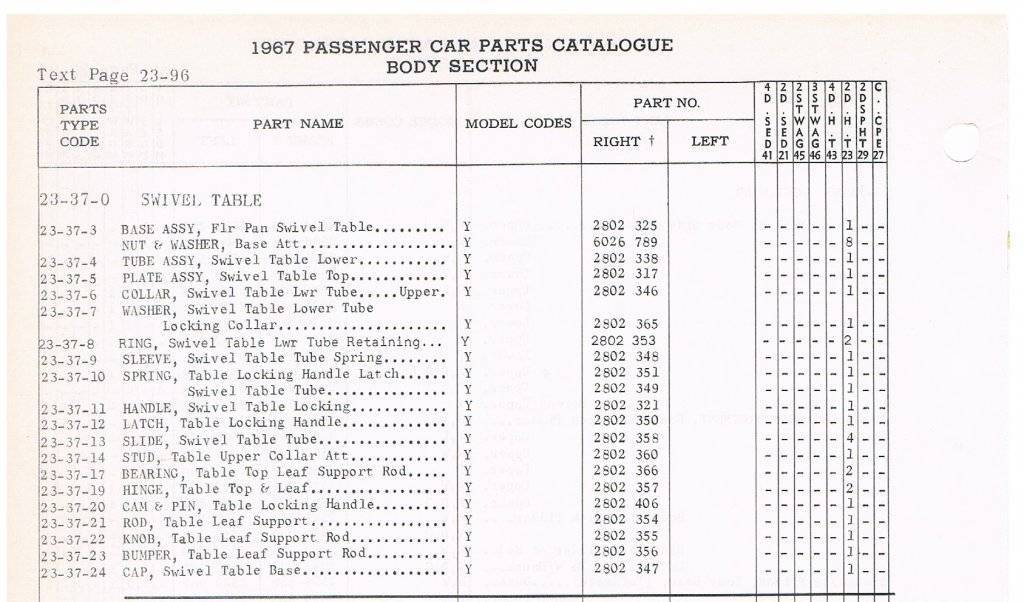 1967 PASSENGER CAR PARTS CATALOGUE
BODY SECTION
Text Page 23-96
PARTS TYPE CODE PART NAME MODEL CODES PART NO. RIGHT † LEFT 4 D. SED 41 2 D. SED 21 2 ST WAG 45 3 ST WAG 46 4 D. H.T 43 2 D. H.T 23 2 D SP HT 29 C. CPE 27
23-37-0 SWIVEL TABLE
23-37-3 BASE ASSY, Flr Pan Swivel Table......... Y 2802 325 - - - - - 1 - -
NUT & WASHER, Base Att................... Y 6026 789 - - - - - 8 - -
23-37-4 TUBE ASSY, Swivel Table Lower........... Y 2802 338 - - - - - 1 - -
23-37-5 PLATE ASSY, Swivel Table Top............ Y 2802 317 - - - - - 1 - -
23-37-6 COLLAR, Swivel Table Lwr Tube.....Upper. Y 2802 346 - - - - - 1 - -
23-37-7 WASHER, Swivel Table Lower Tube
Locking Collar..................... Y 2802 365 - - - - - 1 - -
23-37-8 RING, Swivel Table Lwr Tube Retaining... Y 2802 353 - - - - - 2 - -
23-37-9 SLEEVE, Swivel Table Tube Spring........ Y 2802 348 - - - - - 1 - -
23-37-10 SPRING, Table Locking Handle Latch...... Y 2802 351 - - - - - 1 - -
Swivel Table Tube............... Y 2802 349 - - - - - 1 - -
23-37-11 HANDLE, Swivel Table Locking............ Y 2802 321 - - - - - 1 - -
23-37-12 LATCH, Table Locking Handle............. Y 2802 350 - - - - - 1 - -
23-37-13 SLIDE, Swivel Table Tube................ Y 2802 358 - - - - - 4 - -
23-37-14 STUD, Table Upper Collar Att............ Y 2802 360 - - - - - 1 - -
23-37-17 BEARING, Table Top Leaf Support Rod..... Y 2802 366 - - - - - 2 - -
23-37-19 HINGE, Table Top & Leaf................. Y 2802 357 - - - - - 2 - -
23-37-20 CAM & PIN, Table Locking Handle......... Y 2802 406 - - - - - 1 - -
23-37-21 ROD, Table Leaf Support................. Y 2802 354 - - - - - 1 - -
23-37-22 KNOB, Table Leaf Support Rod............ Y 2802 355 - - - - - 1 - -
23-37-23 BUMPER, Table Leaf Support Rod.......... Y 2802 356 - - - - - 1 - -
23-37-24 CAP, Swivel Table Base.................. Y 2802 347 - - - - - 1 - -